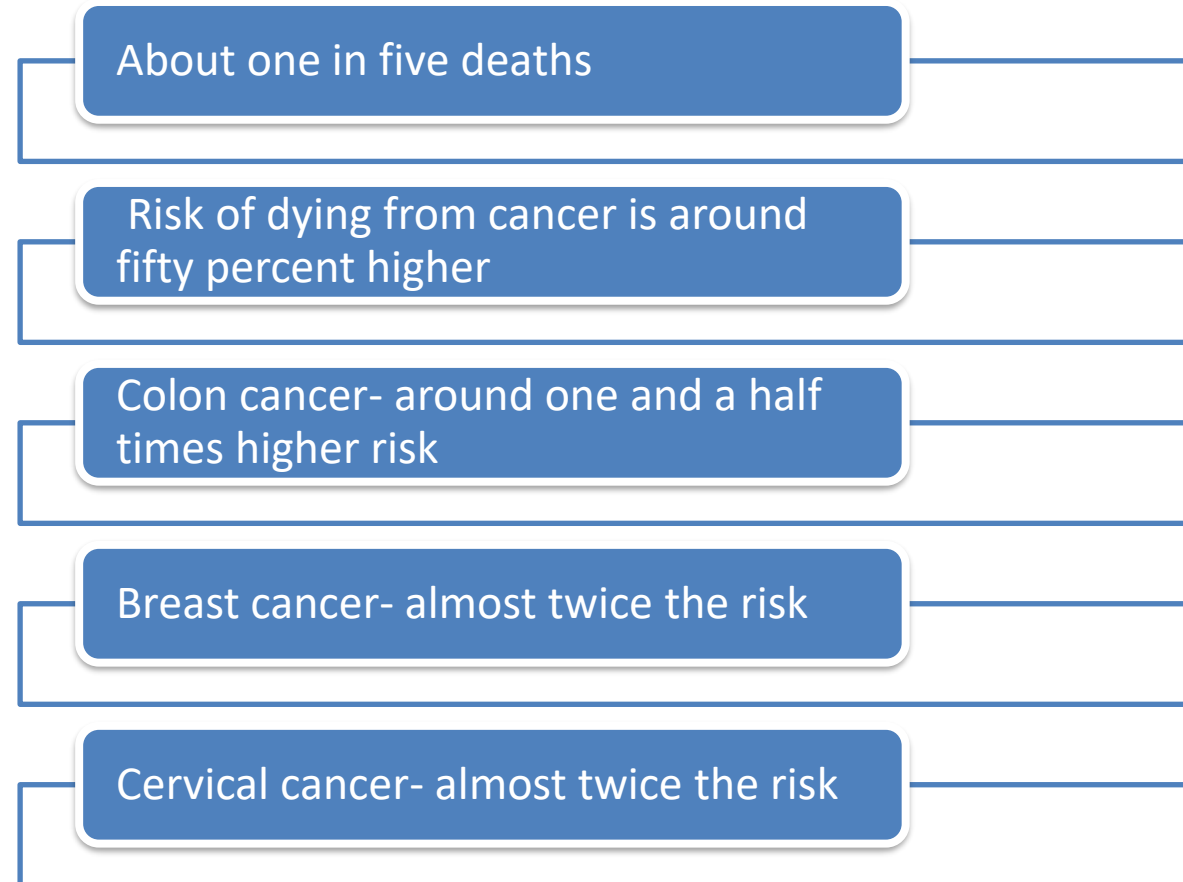 About one in five deaths
Risk of dying from cancer is around
fifty percent higher
Colon cancer- around one and a half
times higher risk
Breast cancer- almost twice the risk
Cervical cancer- almost twice the risk